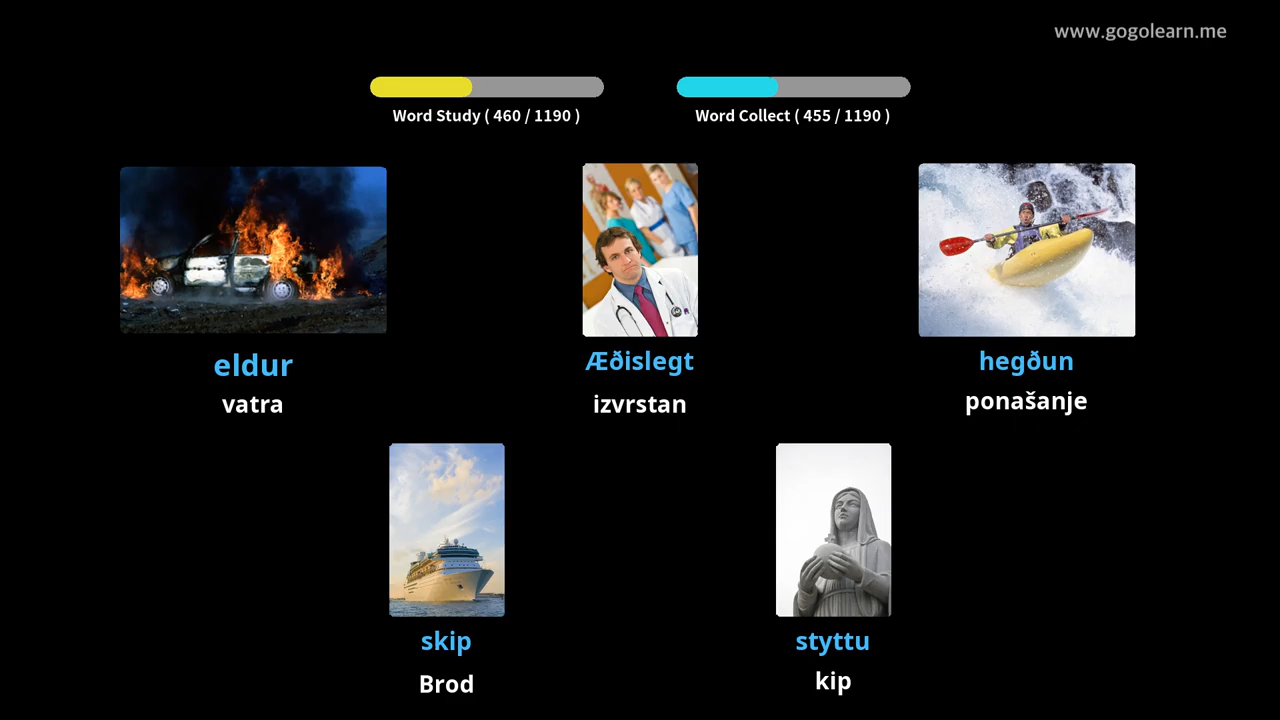 www.gogolearn.me
Word Study ( 460 / 1190 )
Word Collect ( 455 / 1190 )
eldur
vatra
Æðislegt
izvrstan
hegðun
ponašanje
skip
Brod
styttu
kip